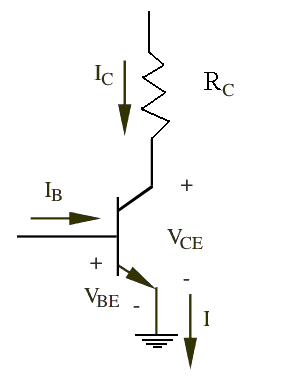 I_C
R_C
I_B
+
V_CE
+
-
V_BE
-
I